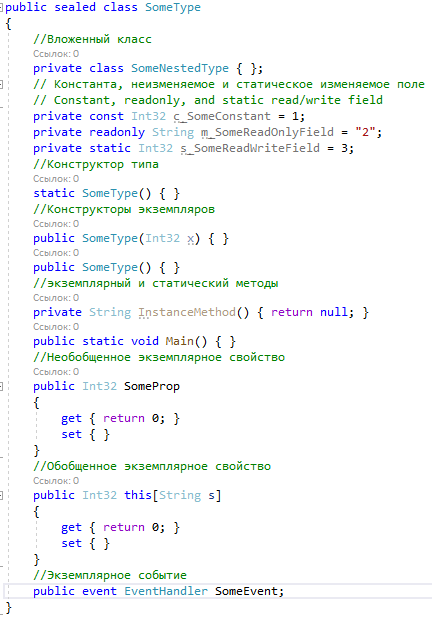 public sealed class SomeType
{
//Вложенный класс
Ссылок: 0
private class SomeNestedType { };
// Константа, неизменяемое и статическое изменяемое поле
// Constant, readonly, and static read/write field
private const Int32 c_SomeConstant = 1;
private readonly String m_SomeReadOnlyField = "2";
private static Int32 s_SomeReadWriteField = 3;
//Конструктор типа
Ссылок: 0
static SomeType() { }
//Конструкторы экземпляров
Ссылок: 0
public SomeType(Int32 x) { }
Ссылок: 0
public SomeType() { }
//экземплярный и статический методы
Ссылок: 0
private String InstanceMethod() { return null; }
Ссылок: 0
public static void Main() { }
//Необобщенное экземплярное свойство
Ссылок: 0
public Int32 SomeProp
{
get { return 0; }
set { }
}
//Обобщенное экземплярное свойство
Ссылок: 0
public Int32 this[String s]
{
get { return 0; }
set { }
}
//Экземплярное событие
public event EventHandler SomeEvent;
}